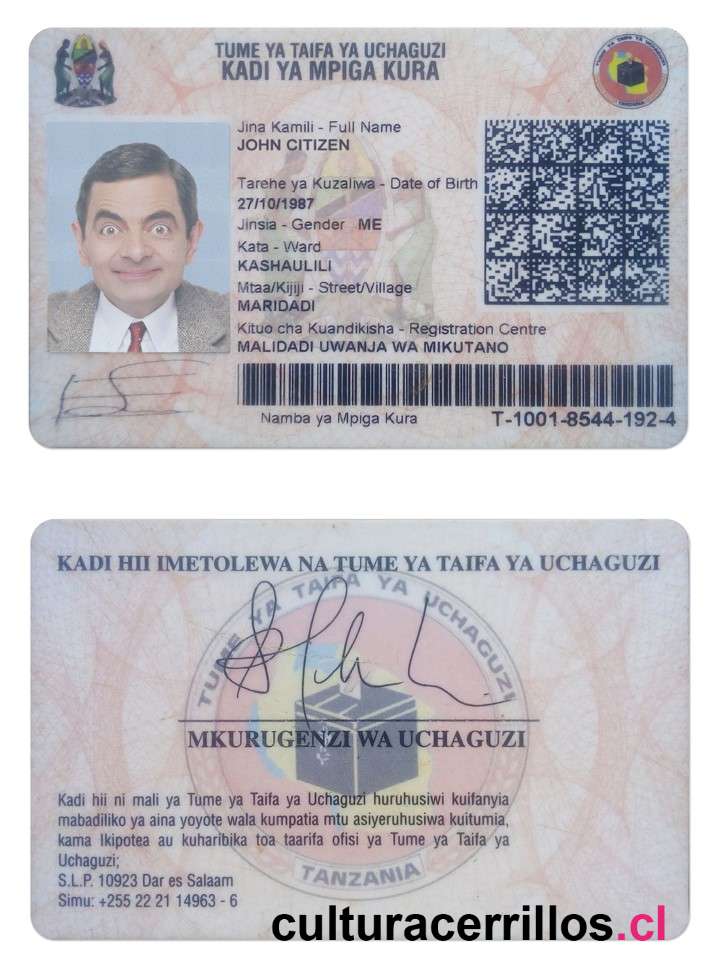 TUME YA TAIFA YA UCHAGUZI
KADI YA MPIGA KURA
TUME YA TAIFA YA UCHAGUZI
TANZANIA
Jina Kamili - Full Name
JOHN CITIZEN
Tarehe ya Kuzaliwa - Date of Birth
27/10/1987
Jinsia - Gender ME
Kata - Ward
KASHAULILI
Mtaa/Kijiji - Street/Village
MARIDADI
Kituo cha Kuandikisha - Registration Centre
MALIDADI UWANJA WA MIKUTANO
Namba ya Mpiga Kura T-1001-8544-192-4
KADI HII IMETOLEWA NA TUME YA TAIFA YA UCHAGUZI
TUME YA TAIFA YA UCHAGUZI
MKURUGENZI WA UCHAGUZI
Kadi hii ni mali ya Tume ya Taifa ya Uchaguzi huruhusiwi kuifanyia
mabadiliko ya aina yoyote wala kumpatia mtu asiyeruhusiwa kuitumia,
kama Ikipotea au kuharibika toa taarifa ofisi ya Tume ya Taifa ya
Uchaguzi;
S.L.P. 10923 Dar es Salaam
Simu: +255 22 21 14963 - 6
TANZANIA
culturacerrillos.cl